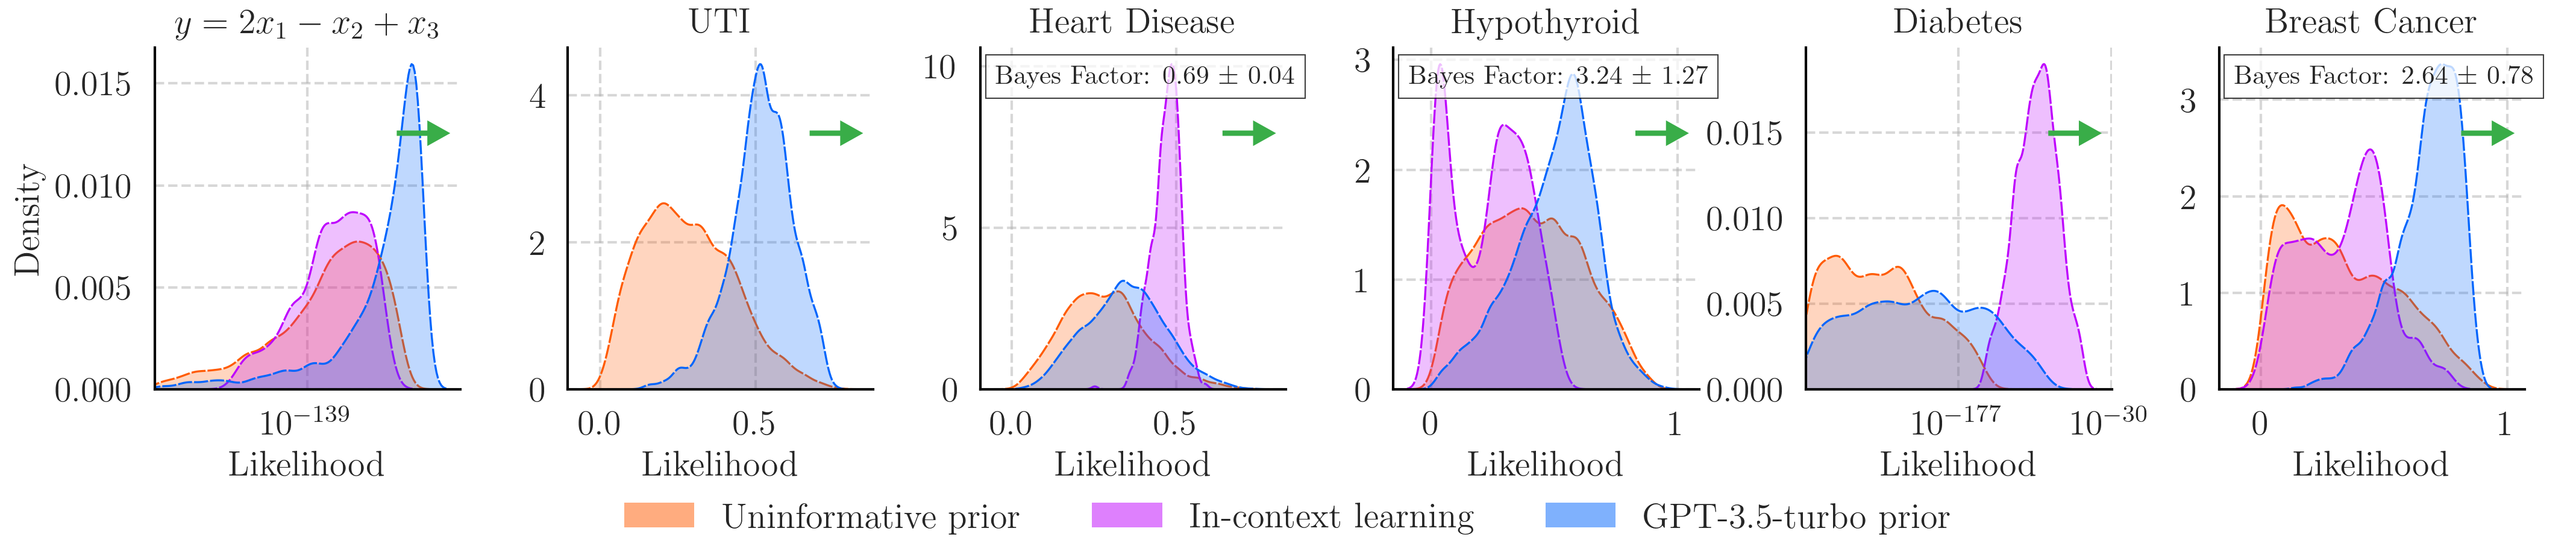 y = 2x₁ − x₂ + x₃
UTI
Heart Disease
Hypothyroid
Diabetes
Breast Cancer
Density
0.015
0.010
0.005
0.000
10⁻¹³⁹
Likelihood
4
2
0
0.0
0.5
Likelihood
10
5
0
Bayes Factor: 0.69 ± 0.04
0.0
0.5
Likelihood
3
2
1
0
Bayes Factor: 3.24 ± 1.27
0
1
Likelihood
0.015
0.010
0.005
0.000
10⁻¹⁷⁷
10⁻³⁰
Likelihood
3
2
1
0
Bayes Factor: 2.64 ± 0.78
0
1
Likelihood
Uninformative prior
In-context learning
GPT-3.5-turbo prior